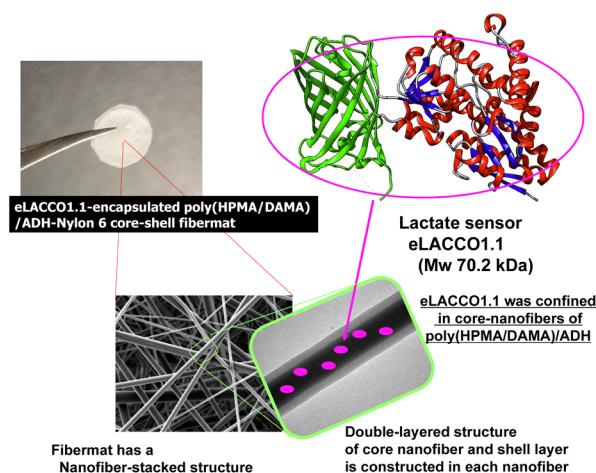 eLACCO1.1-encapsulated poly(HPMA/DAMA)
/ADH-Nylon 6 core-shell fibermat
Lactate sensor
eLACCO1.1
(Mw 70.2 kDa)
eLACCO1.1 was confined
in core-nanofibers of
poly(HPMA/DAMA)/ADH
Fibermat has a
Nanofiber-stacked structure
Double-layered structure
of core nanofiber and shell layer
is constructed in each nanofiber